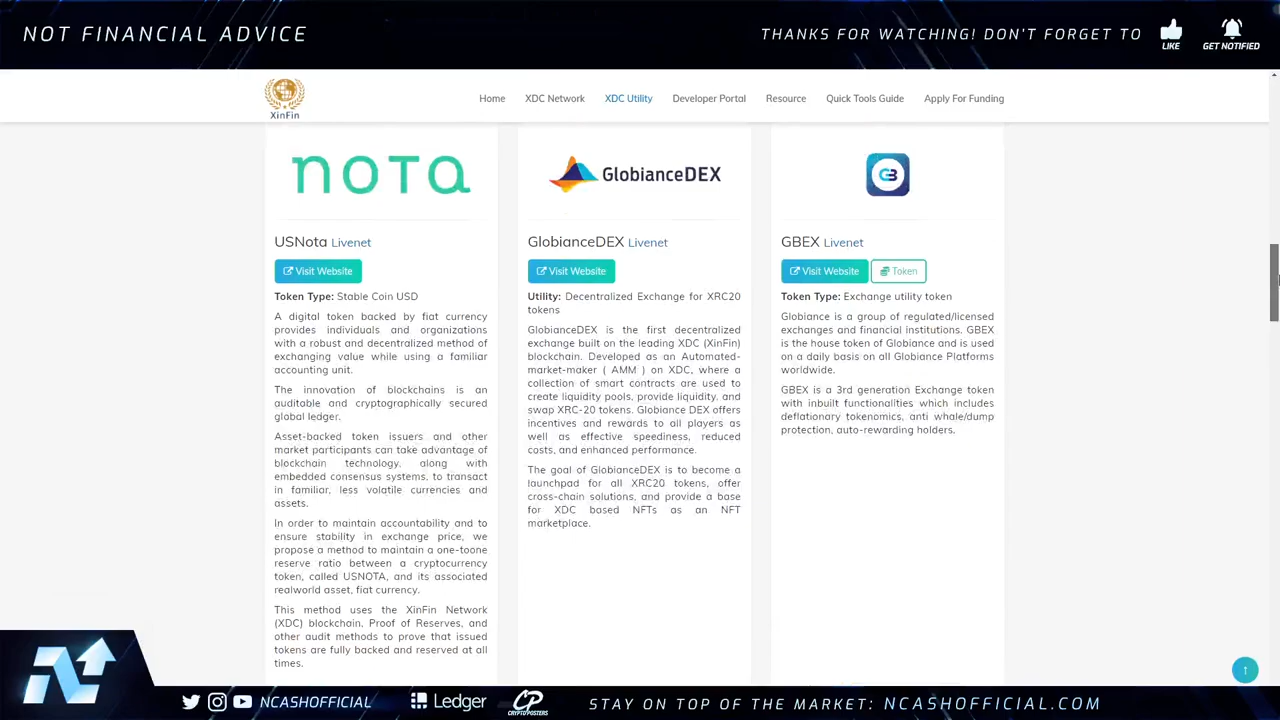 NOT FINANCIAL ADVICE
THANKS FOR WATCHING! DON'T FORGET TO
LIKE
GET NOTIFIED
XinFin
Home XDC Network XDC Utility Developer Portal Resource Quick Tools Guide Apply For Funding
nota
USNota Livenet
Visit Website
Token Type: Stable Coin USD
A digital token backed by fiat currency
provides individuals and organizations
with a robust and decentralized method of
exchanging value while using a familiar
accounting unit.
The innovation of blockchains is an
auditable and cryptographically secured
global ledger.
Asset-backed token issuers and other
market participants can take advantage of
blockchain technology, along with
embedded consensus systems, to transact
in familiar, less volatile currencies and
assets.
In order to maintain accountability and to
ensure stability in exchange price, we
propose a method to maintain a one-toone
reserve ratio between a cryptocurrency
token, called USNOTA, and its associated
realworld asset, fiat currency.
This method uses the XinFin Network
(XDC) blockchain, Proof of Reserves, and
other audit methods to prove that issued
tokens are fully backed and reserved at all
times.
GlobianceDEX
GlobianceDEX Livenet
Visit Website
Utility: Decentralized Exchange for XRC20
tokens
GlobianceDEX is the first decentralized
exchange built on the leading XDC (XinFin)
blockchain. Developed as an Automated-
market-maker ( AMM ) on XDC, where a
collection of smart contracts are used to
create liquidity pools, provide liquidity, and
swap XRC-20 tokens. Globiance DEX offers
incentives and rewards to all players as
well as effective speediness, reduced
costs, and enhanced performance.
The goal of GlobianceDEX is to become a
launchpad for all XRC20 tokens, offer
cross-chain solutions, and provide a base
for XDC based NFTs as an NFT
marketplace.
GB
GBEX Livenet
Visit Website Token
Token Type: Exchange utility token
Globiance is a group of regulated/licensed
exchanges and financial institutions. GBEX
is the house token of Globiance and is used
on a daily basis on all Globiance Platforms
worldwide.
GBEX is a 3rd generation Exchange token
with inbuilt functionalities which includes
deflationary tokenomics, anti whale/dump
protection, auto-rewarding holders.
NCASHOFFICIAL
Ledger
CP
CRYPTOPOSTERS
STAY ON TOP OF THE MARKET: NCASHOFFICIAL.COM